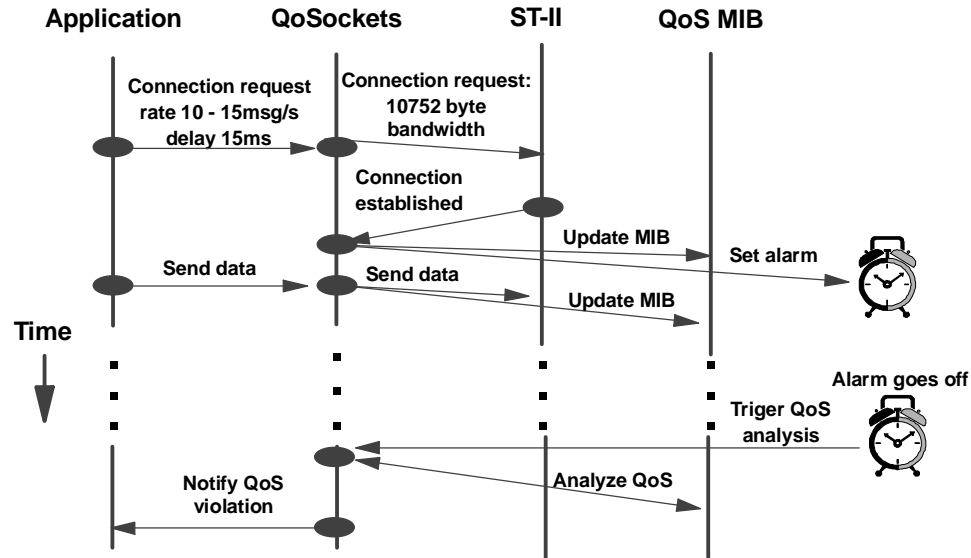 Application
QoSockets
ST-II
QoS MIB
Connection request
rate 10 - 15msg/s
delay 15ms
Connection request:
10752 byte
bandwidth
Connection
established
Update MIB
Set alarm
Send data
Send data
Update MIB
Time
Alarm goes off
Triger QoS
analysis
Analyze QoS
Notify QoS
violation